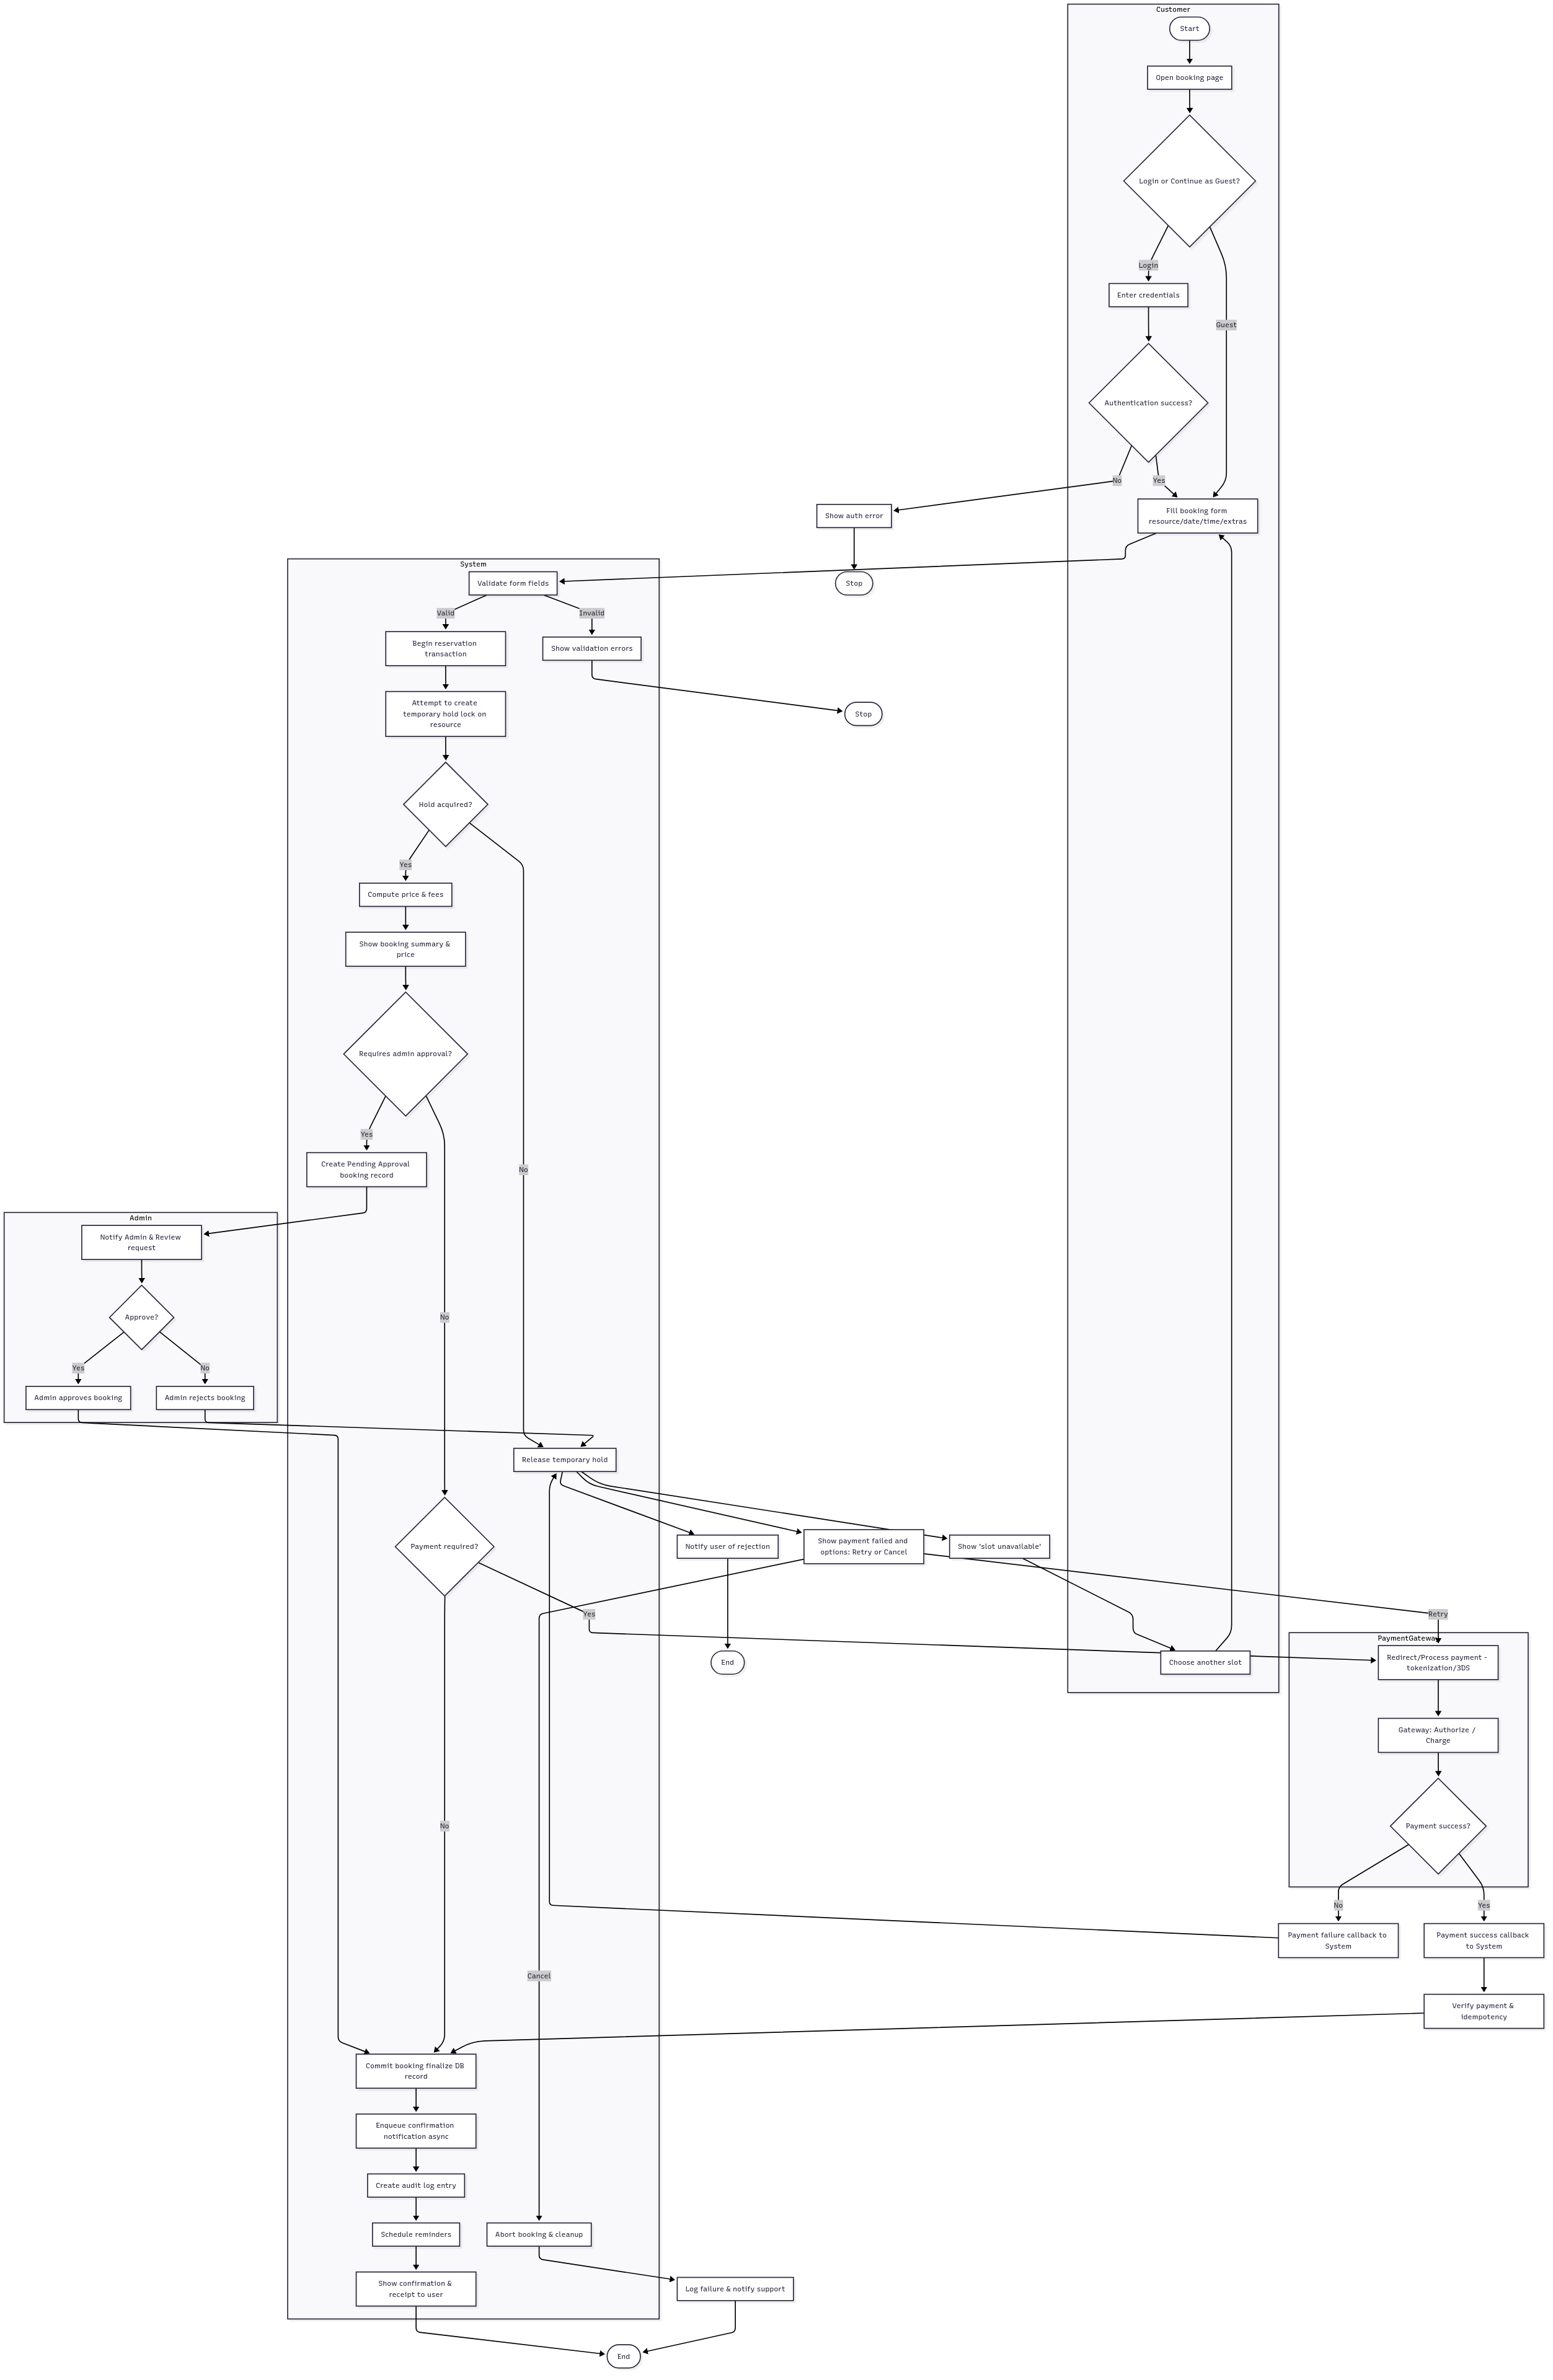 Customer
Start
Open booking page
Login or Continue as Guest?
Login
Enter credentials
Guest
Authentication success?
No
Yes
Show auth error
Fill booking form
resource/date/time/extras
System
Validate form fields
Stop
Valid
Invalid
Begin reservation
transaction
Show validation errors
Attempt to create
temporary hold lock on
resource
Stop
Hold acquired?
Yes
Compute price & fees
Show booking summary &
price
Requires admin approval?
Yes
Create Pending Approval
booking record
No
Admin
Notify Admin & Review
request
Approve?
No
Yes
No
Admin approves booking
Admin rejects booking
Release temporary hold
Payment required?
Notify user of rejection
Show payment failed and
options: Retry or Cancel
Show 'slot unavailable'
Yes
Retry
PaymentGateway
End
Choose another slot
Redirect/Process payment -
tokenization/3DS
Gateway: Authorize /
Charge
No
Payment success?
No
Yes
Payment failure callback to
System
Payment success callback
to System
Cancel
Verify payment &
idempotency
Commit booking finalize DB
record
Enqueue confirmation
notification async
Create audit log entry
Schedule reminders
Abort booking & cleanup
Show confirmation &
receipt to user
Log failure & notify support
End